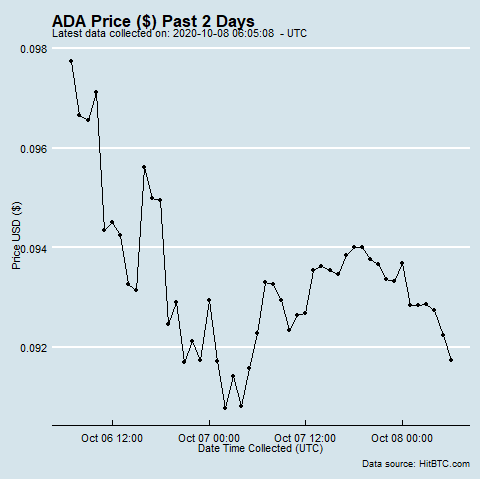 ADA Price ($) Past 2 Days
Latest data collected on: 2020-10-08 06:05:08  - UTC
0.098
0.096
0.094
0.092
Price USD ($)
Oct 06 12:00
Oct 07 00:00
Oct 07 12:00
Oct 08 00:00
Date Time Collected (UTC)
Data source: HitBTC.com